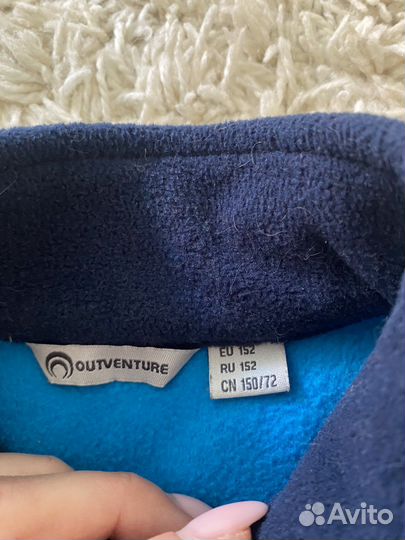 OUTVENTURE
EU 152
RU 152
CN 150/72
Avito